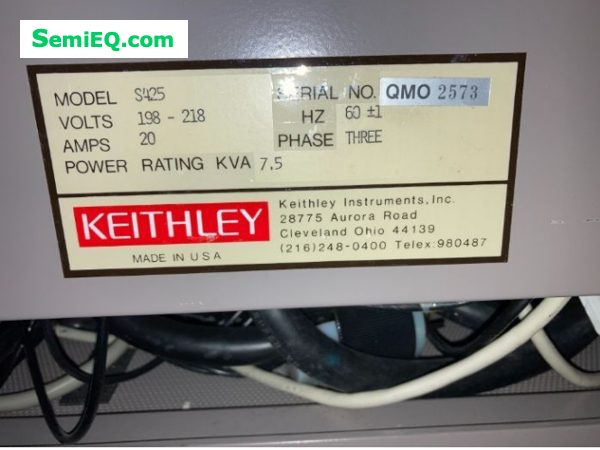 SemiEQ.com
MODEL S425 SERIAL NO. QMO 2573
VOLTS 198 - 218 HZ 60 ±1
AMPS 20 PHASE THREE
POWER RATING KVA 7.5
KEITHLEY
MADE IN USA
Keithley Instruments, Inc.
28775 Aurora Road
Cleveland Ohio 44139
(216)248-0400 Telex:980487